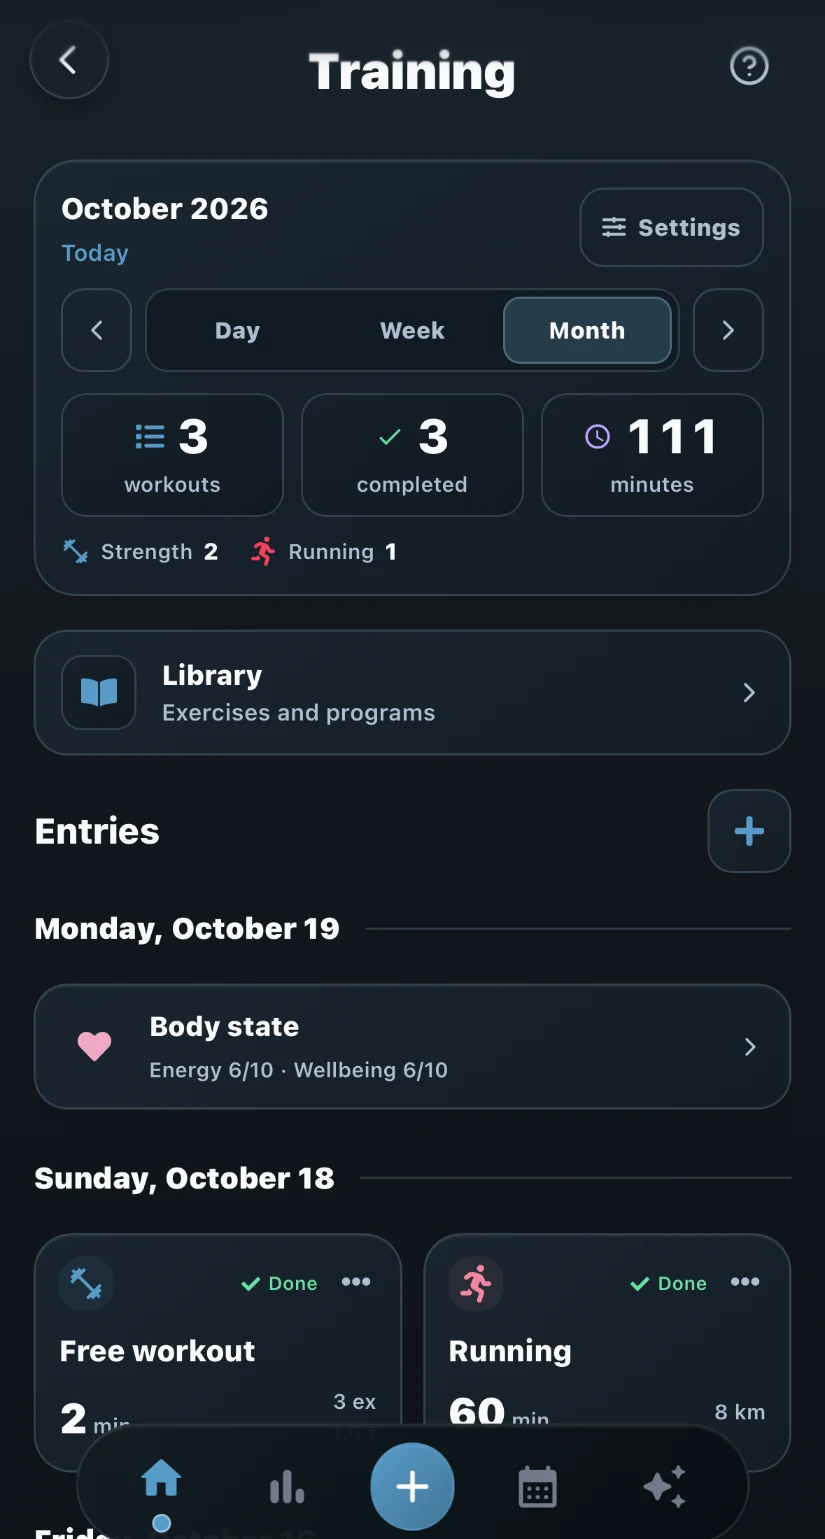 Training
October 2026
Settings
Today
Day Week Month
3 3 111
workouts completed minutes
Strength 2 Running 1
Library
Exercises and programs
Entries
Monday, October 19
Body state
Energy 6/10 · Wellbeing 6/10
Sunday, October 18
Done ••• Done •••
Free workout Running
3 ex
2 min 60 min 8 km